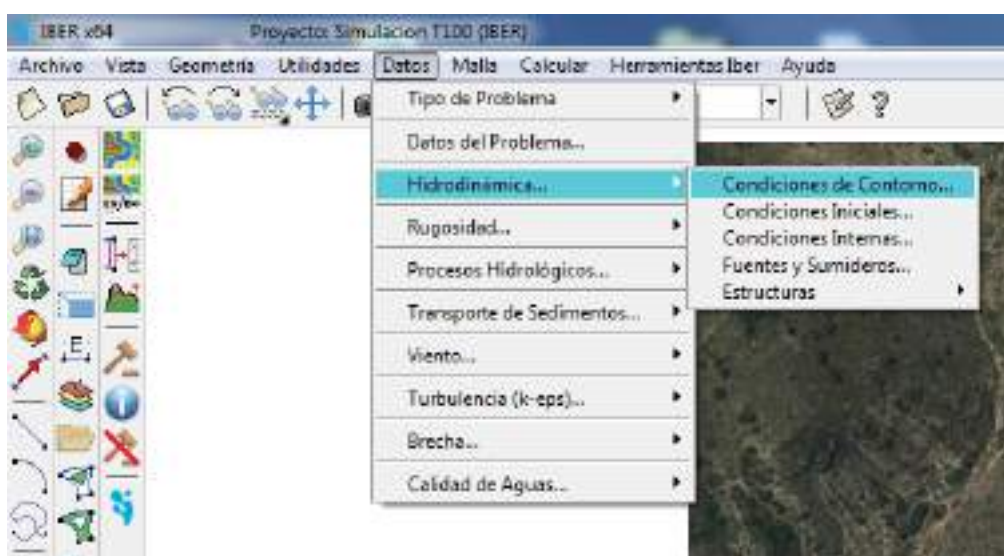 IBER x64 Proyecto: Simulacion T100 (IBER)
Archivo Vista Geometría Utilidades Datos Malla Calcular Herramientas Iber Ayuda
Tipo de Problema
Datos del Problema...
Hidrodinámica...
Condiciones de Contorno...
Condiciones Iniciales...
Condiciones Internas...
Fuentes y Sumideros...
Estructuras
Rugosidad...
Procesos Hidrológicos...
Transporte de Sedimentos...
Viento...
Turbulencia (k-eps)...
Brecha...
Calidad de Aguas...
E